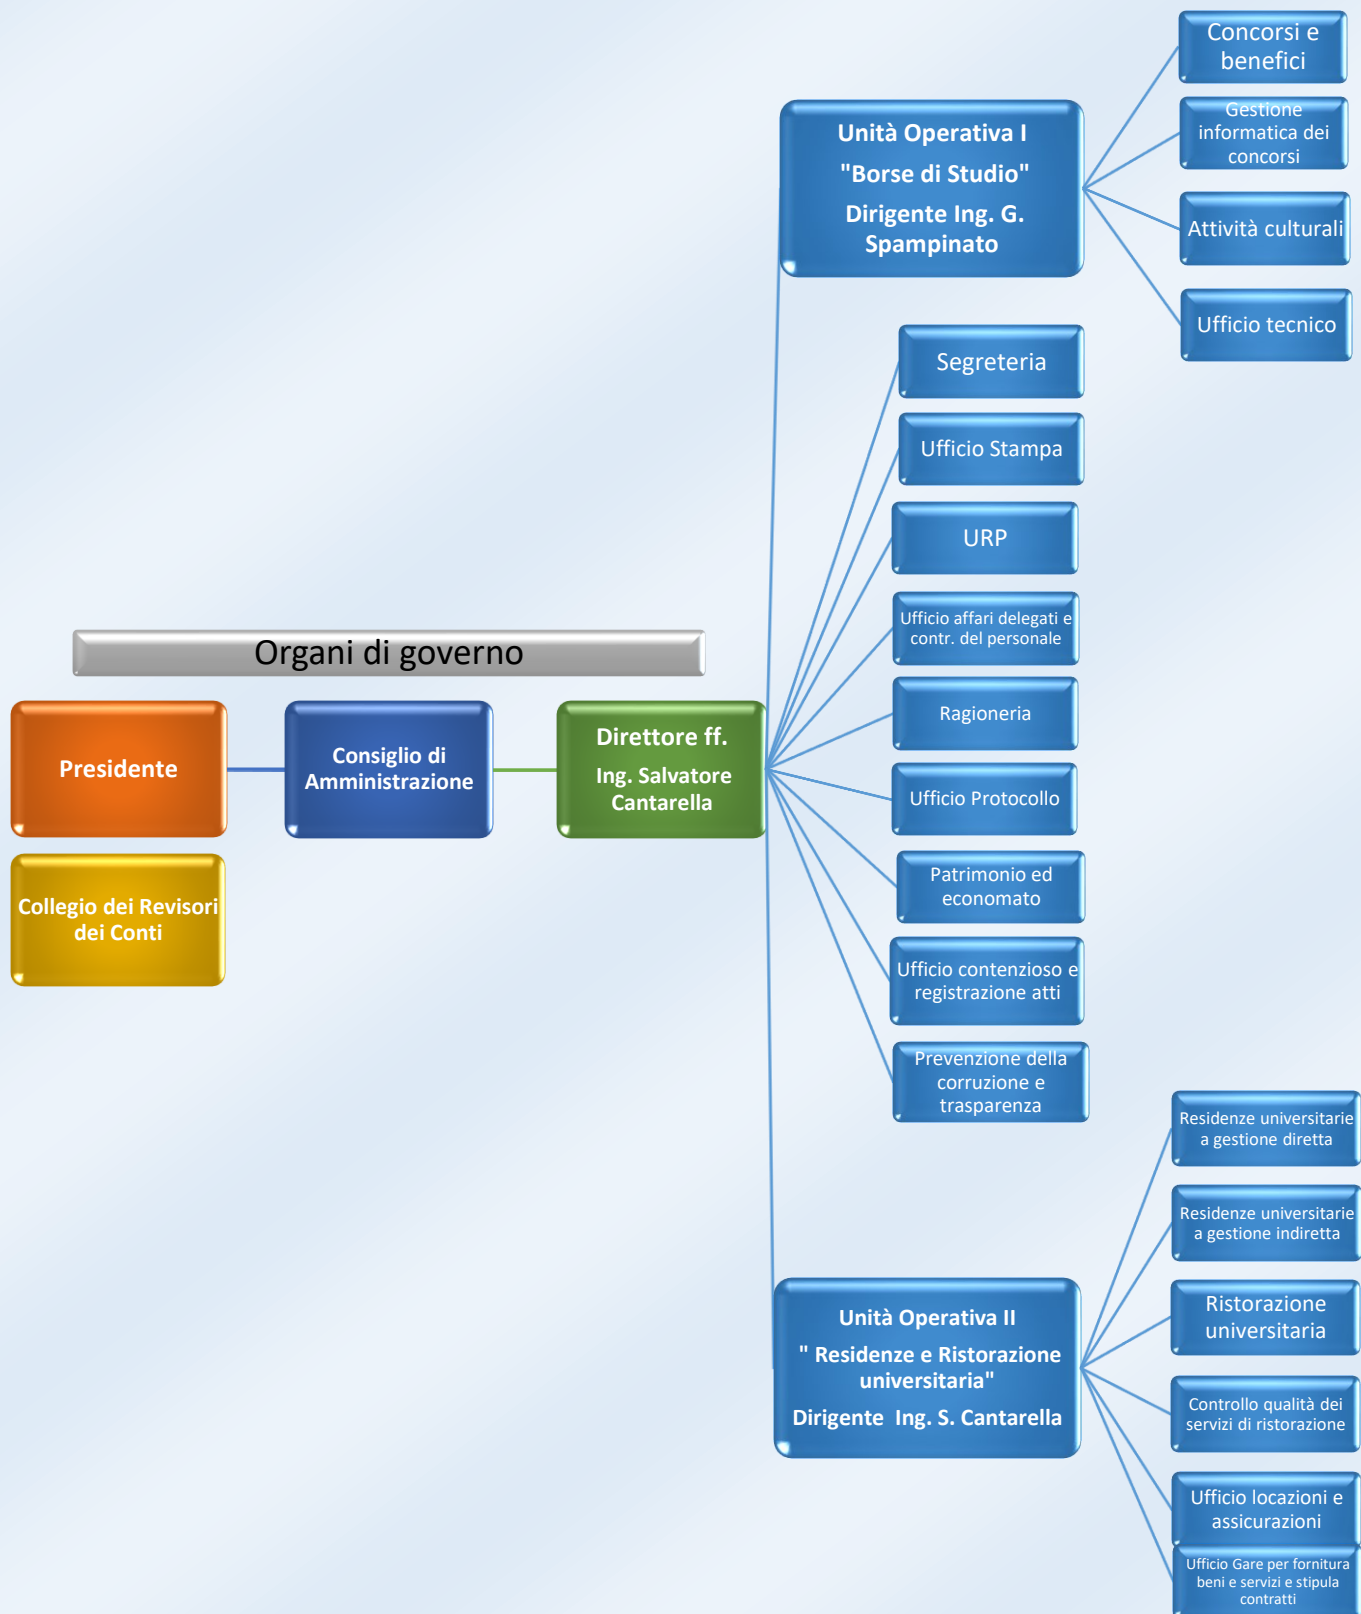 Concorsi e
benefici
Gestione
informatica dei
concorsi
Attività culturali
Ufficio tecnico
Unità Operativa I
"Borse di Studio"
Dirigente Ing. G.
Spampinato
Segreteria
Ufficio Stampa
URP
Ufficio affari delegati e
contr. del personale
Ragioneria
Ufficio Protocollo
Patrimonio ed
economato
Ufficio contenzioso e
registrazione atti
Prevenzione della
corruzione e
trasparenza
Organi di governo
Presidente
Consiglio di
Amministrazione
Direttore ff.
Ing. Salvatore
Cantarella
Collegio dei Revisori
dei Conti
Unità Operativa II
" Residenze e Ristorazione
universitaria"
Dirigente  Ing. S. Cantarella
Residenze universitarie
a gestione diretta
Residenze universitarie
a gestione indiretta
Ristorazione
universitaria
Controllo qualità dei
servizi di ristorazione
Ufficio locazioni e
assicurazioni
Ufficio Gare per fornitura
beni e servizi e stipula
contratti